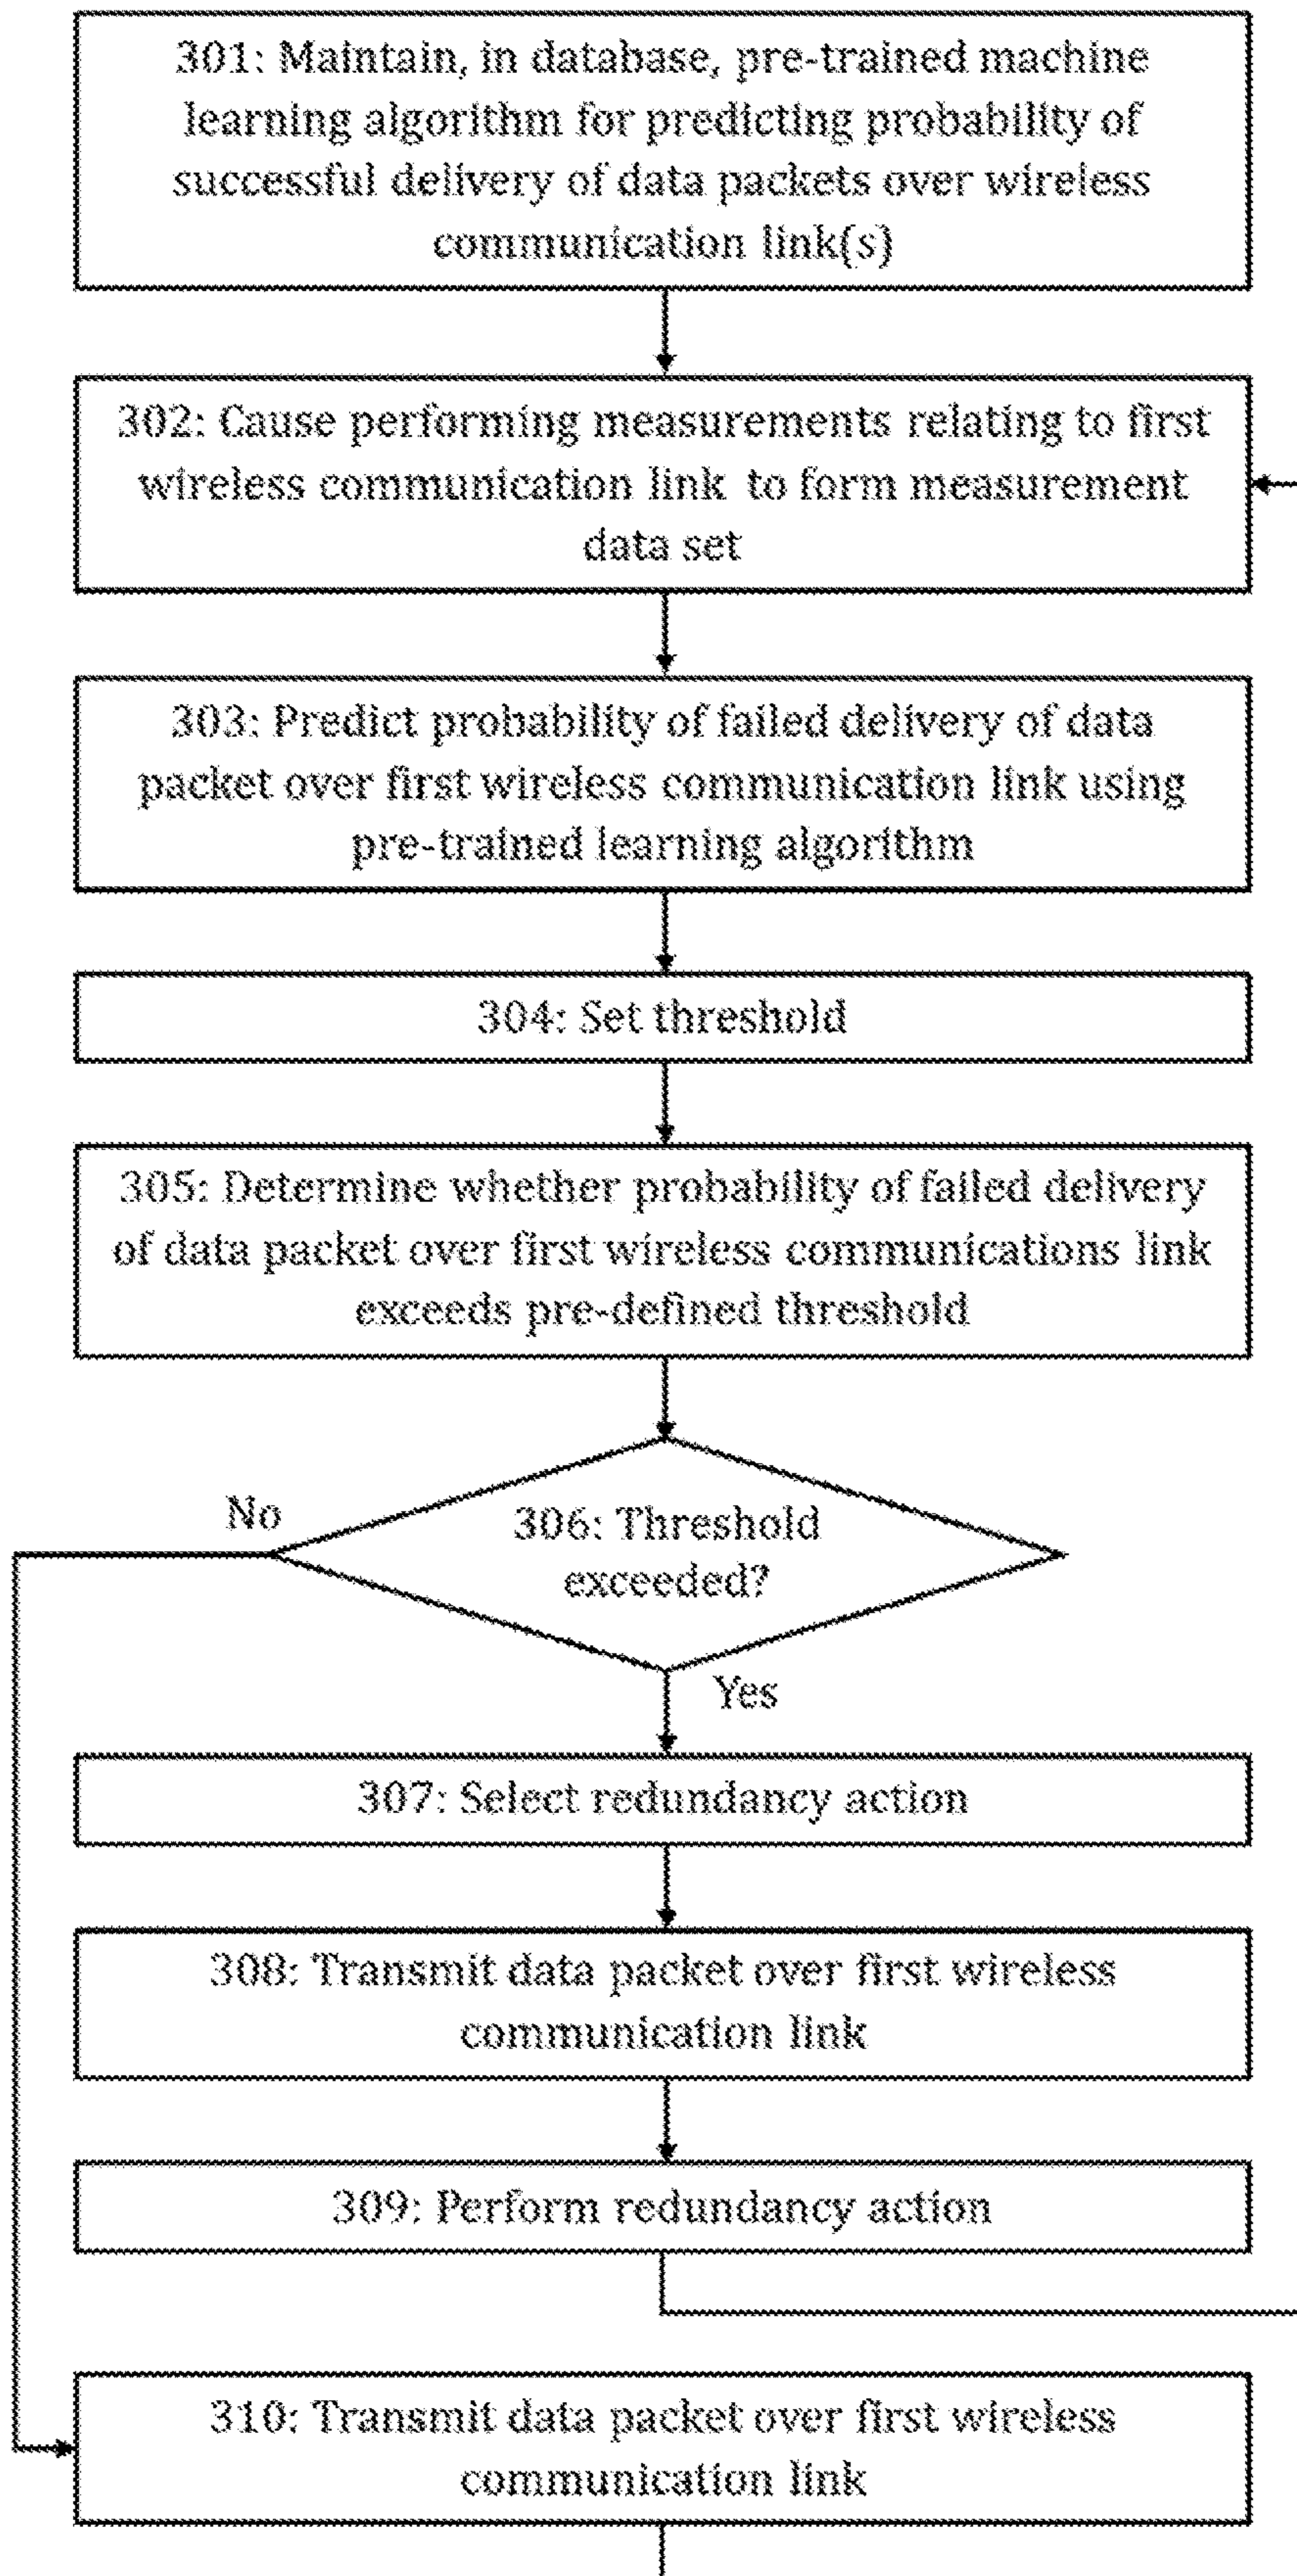 301: Maintain, in database, pre-trained machine
learning algorithm for predicting probability of
successful delivery of data packets over wireless
communication link(s)
302: Cause performing measurements relating to first
wireless communication link to form measurement
data set
303: Predict probability of failed delivery of data
packet over first wireless communication link using
pre-trained learning algorithm
304: Set threshold
305: Determine whether probability of failed delivery
of data packet over first wireless communications link
exceeds pre-defined threshold
No
306: Threshold
exceeded?
Yes
307: Select redundancy action
308: Transmit data packet over first wireless
communication link
309: Perform redundancy action
310: Transmit data packet over first wireless
communication link